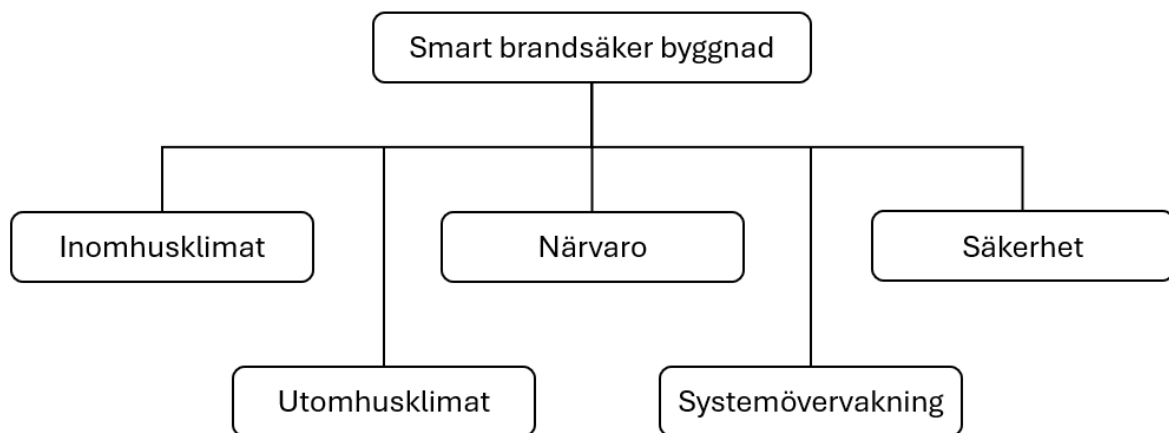 Smart brandsäker byggnad
Inomhusklimat
Närvaro
Säkerhet
Utomhusklimat
Systemövervakning